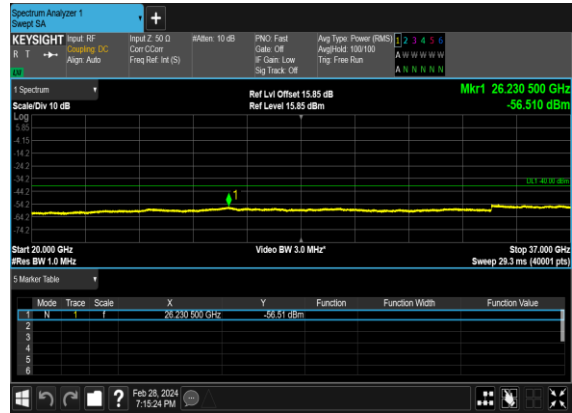 Spectrum Analyzer 1
Swept SA
+
KEYSIGHT Input: RF Input Z: 50 Ω #Atten: 10 dB PNO: Fast Avg Type: Power (RMS) 1 2 3 4 5 6
R T Coupling: DC Corr CCorr Gate: Off Avg|Hold: 100/100 A W W W W W
Align: Auto Freq Ref: Int (S) IF Gain: Low Trig: Free Run
LW Sig Track: Off A N N N N N
1 Spectrum Ref Lvl Offset 15.85 dB Mkr1 26.230 500 GHz
Scale/Div 10 dB Ref Level 15.85 dBm -56.510 dBm
Log
5.85
-4.15
-14.2
-24.2
-34.2
DL1 -40.00 dBm
-44.2
1
-54.2
-64.2
-74.2
Start 20.000 GHz Video BW 3.0 MHz* Stop 37.000 GHz
#Res BW 1.0 MHz Sweep 29.3 ms (40001 pts)
5 Marker Table
Mode Trace Scale X Y Function Function Width Function Value
1 N 1 f 26.230 500 GHz -56.51 dBm
2
3
4
5
6
? Feb 28, 2024
7:15:24 PM